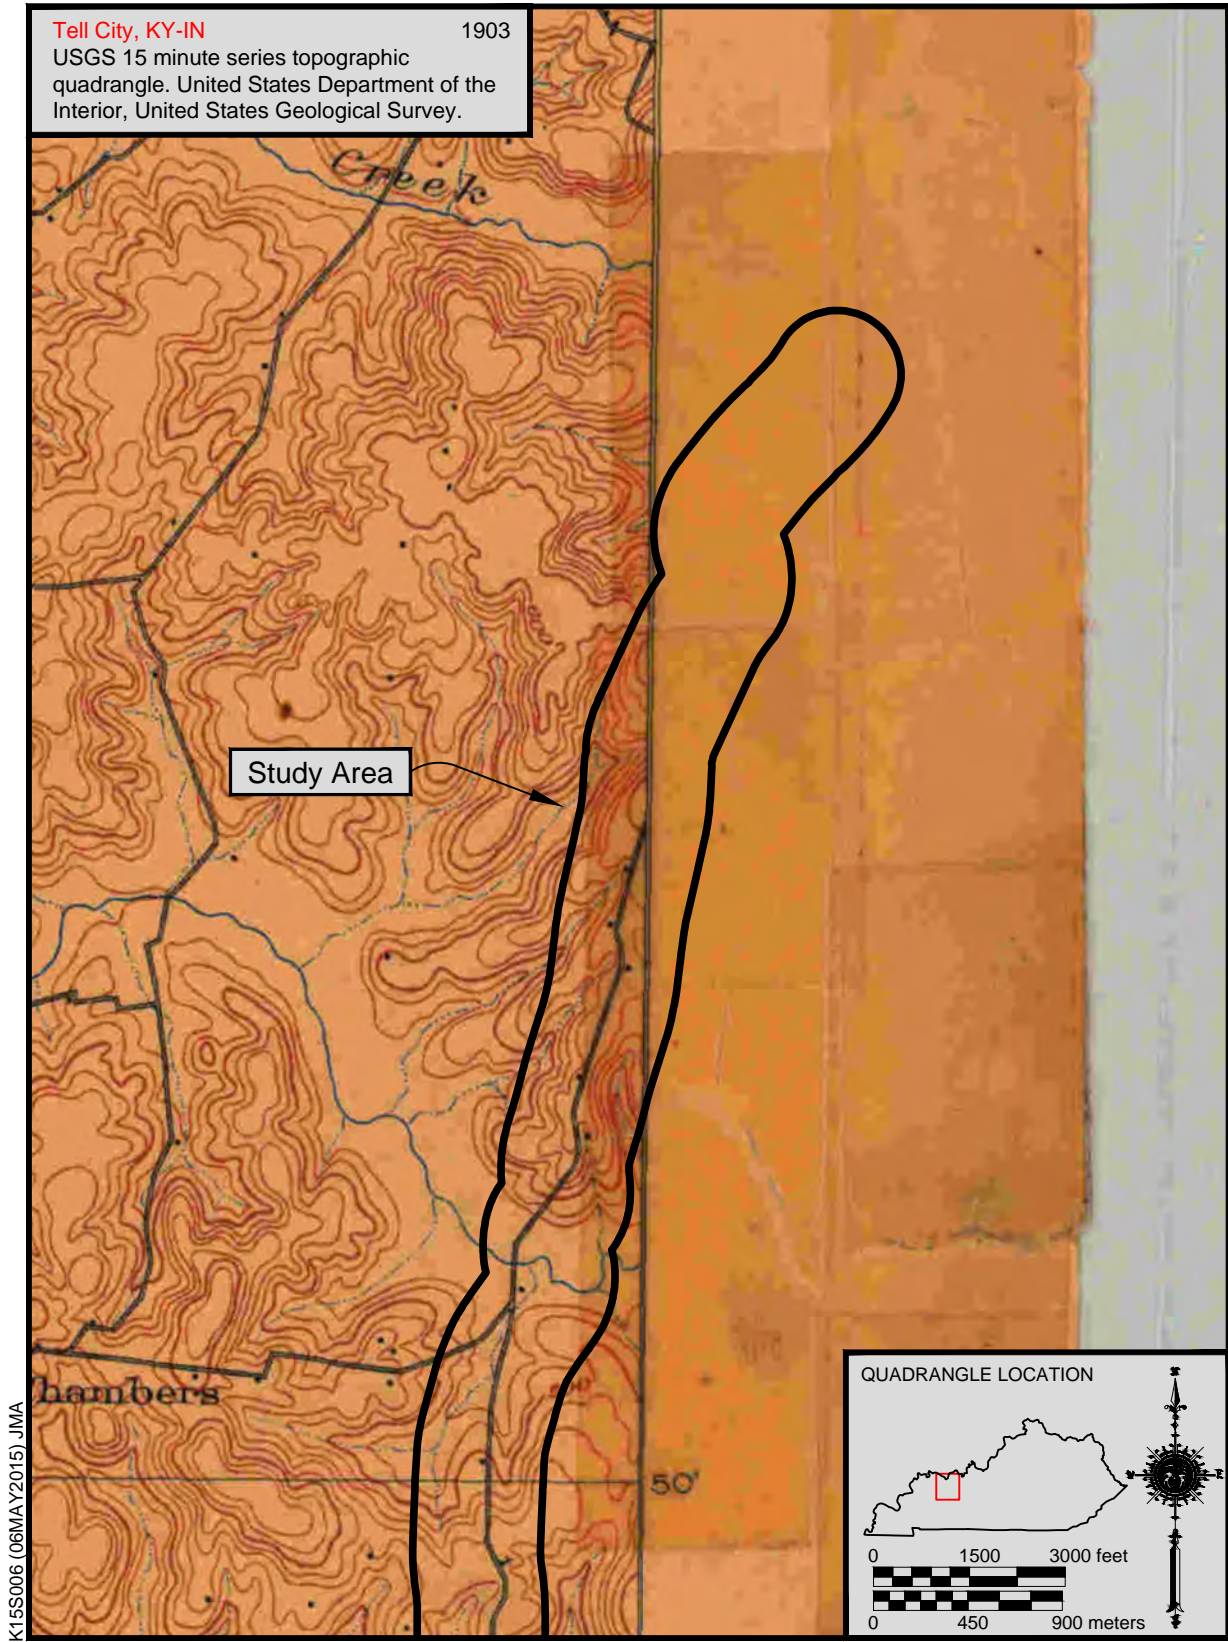 Tell City, KY-IN 1903
USGS 15 minute series topographic
quadrangle. United States Department of the
Interior, United States Geological Survey.
Creek
Study Area
hambers
50'
QUADRANGLE LOCATION
0 1500 3000 feet
0 450 900 meters
K15S006 (06MAY2015) JMA